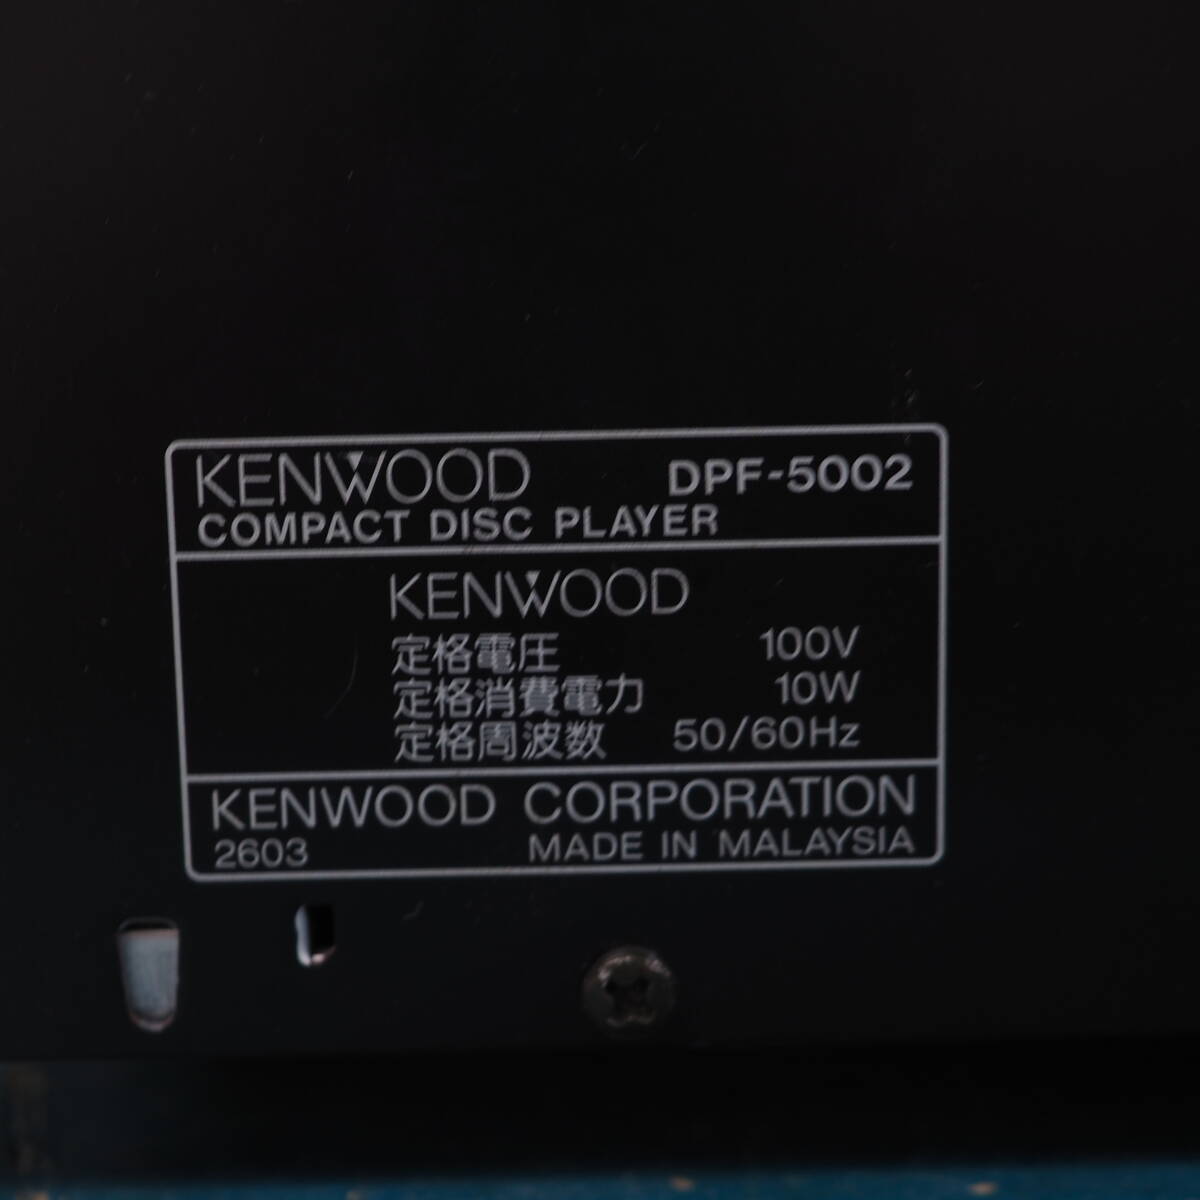 KENWOOD DPF-5002
COMPACT DISC PLAYER
KENWOOD
定格電圧 100V
定格消費電力 10W
定格周波数 50/60Hz
KENWOOD CORPORATION
2603 MADE IN MALAYSIA